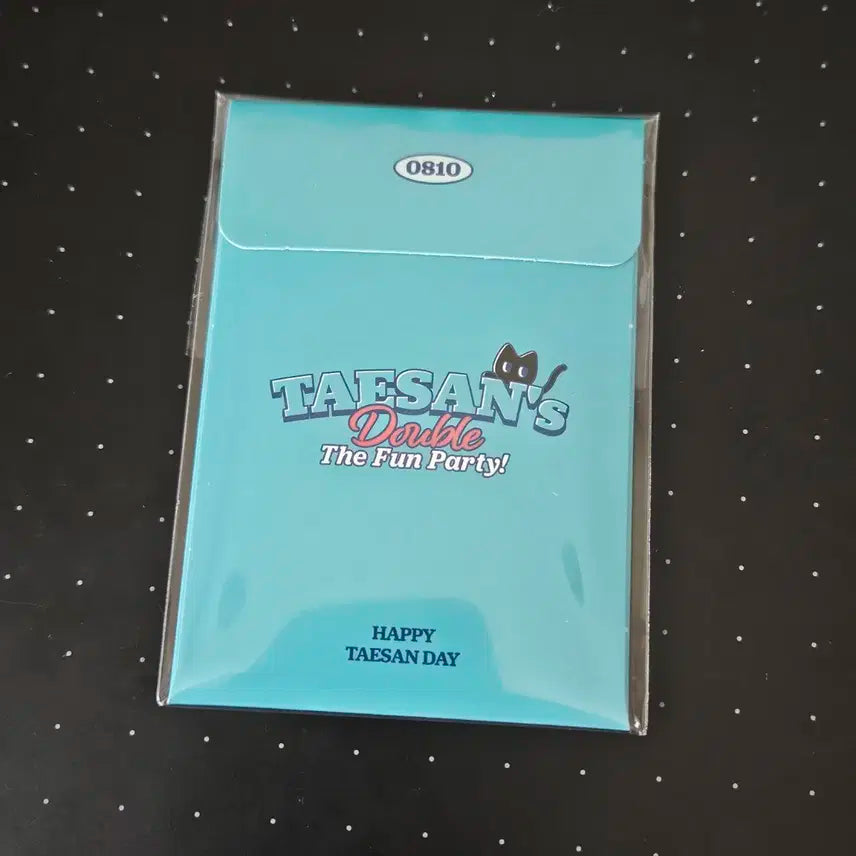 0810
TAESAN's
Double
The Fun Party!
HAPPY
TAESAN DAY